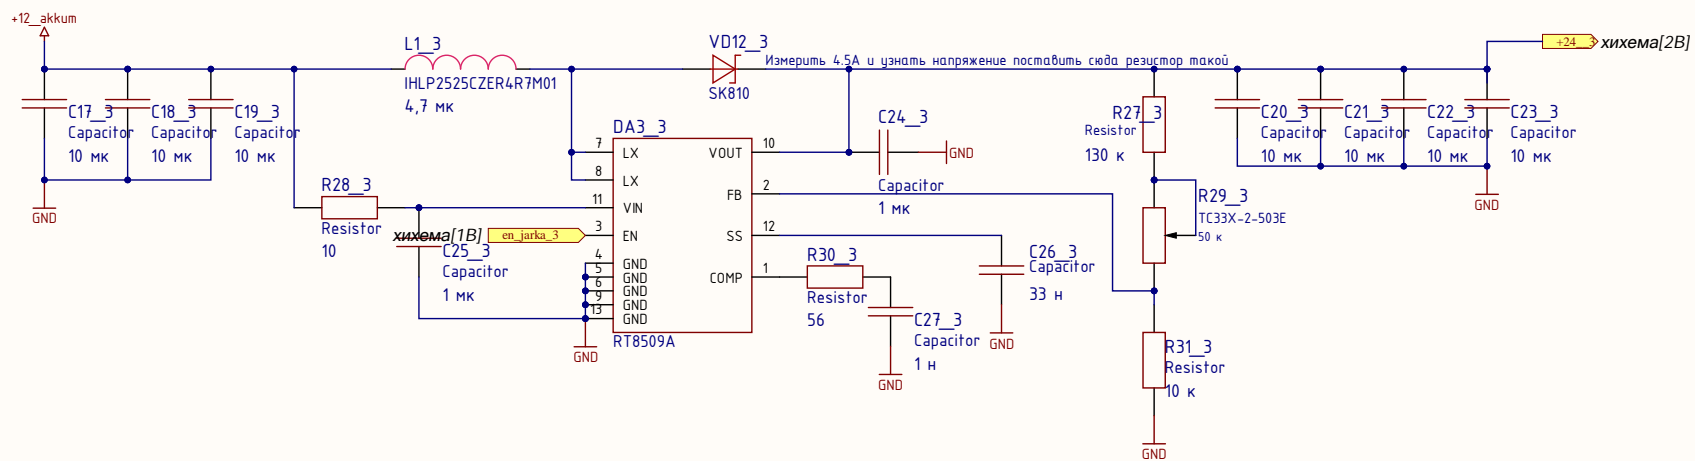 +12_akkum
L1_3
IHLP2525CZER4R7M01
4,7 мк
VD12_3
SK810
Измерить 4.5А и узнать напряжение поставить сюда резистор такой
+24_3
хихема[2В]
C17_3
Capacitor
10 мк
C18_3
Capacitor
10 мк
C19_3
Capacitor
10 мк
GND
R28_3
Resistor
10
хихема[1В]
en_jarka_3
C25_3
Capacitor
1 мк
DA3_3
7 LX
8 LX
11 VIN
3 EN
4 GND
5 GND
6 GND
9 GND
13 GND
VOUT 10
FB 2
SS 12
COMP 1
RT8509A
GND
C24_3
GND
Capacitor
1 мк
R30_3
Resistor
56
C27_3
Capacitor
1 н
GND
C26_3
Capacitor
33 н
GND
R27_3
Resistor
130 к
R29_3
TC33X-2-503E
50 к
R31_3
Resistor
10 к
GND
C20_3
Capacitor
10 мк
C21_3
Capacitor
10 мк
C22_3
Capacitor
10 мк
C23_3
Capacitor
10 мк
GND